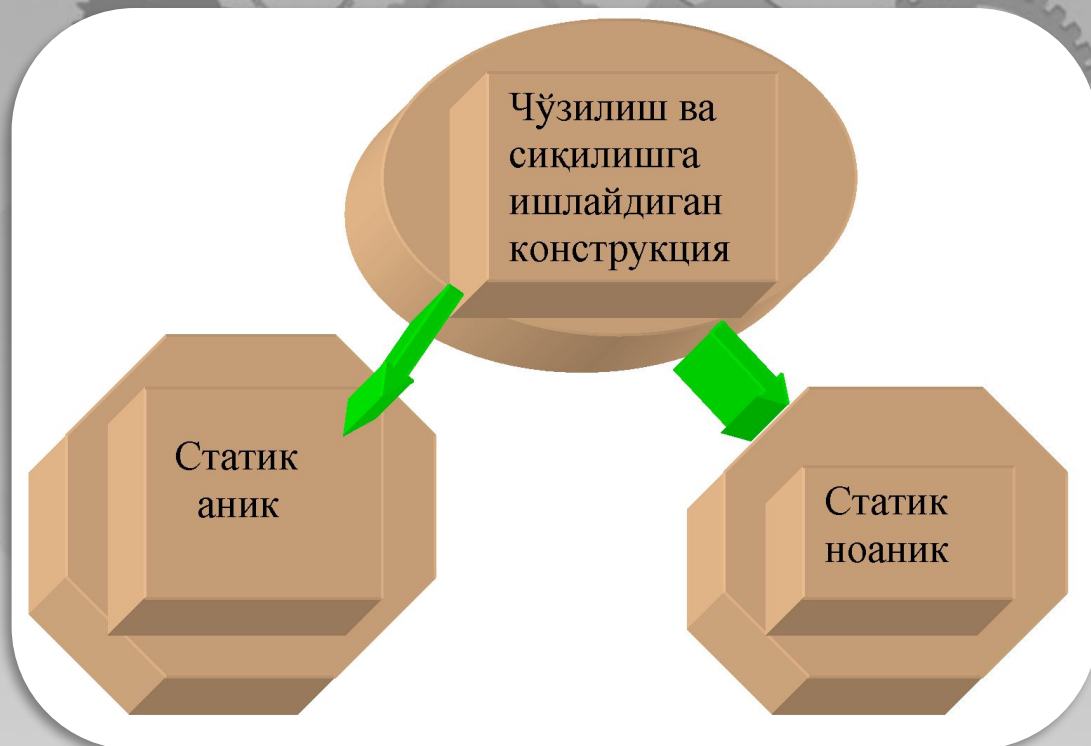 Чўзилиш ва
сиқилишга
ишлайдиган
конструкция
Статик
аник
Статик
ноаник